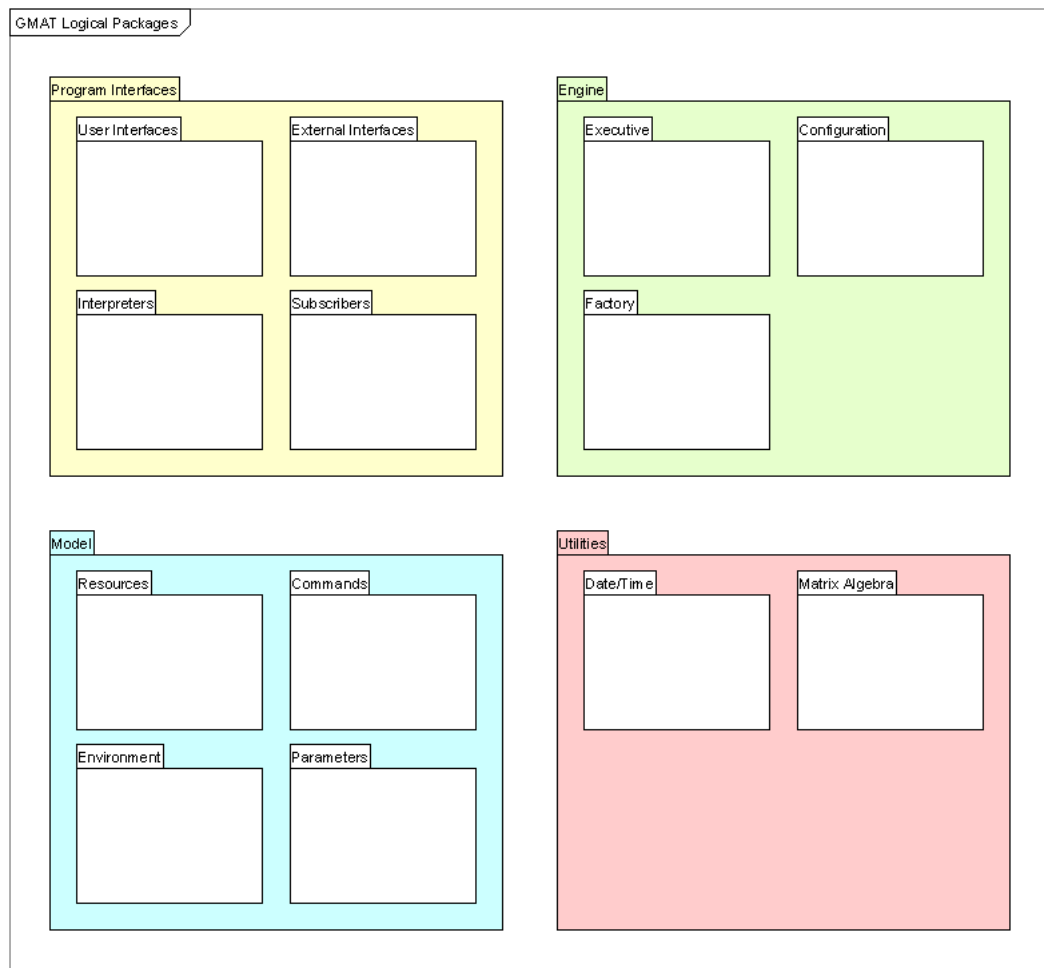 GMAT Logical Packages
Program Interfaces
User Interfaces
External Interfaces
Interpreters
Subscribers
Engine
Executive
Configuration
Factory
Model
Resources
Commands
Environment
Parameters
Utilities
Date/Time
Matrix Algebra